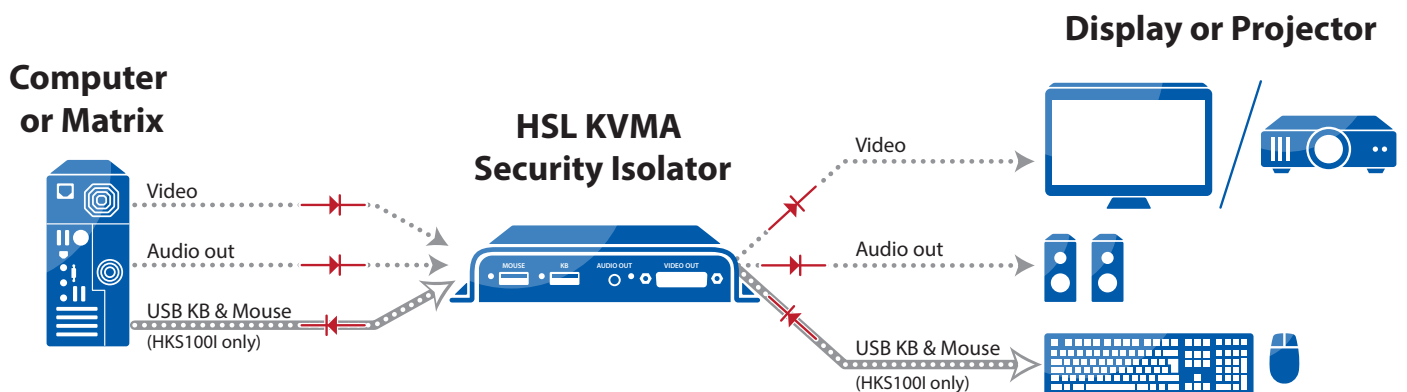 Display or Projector
Computer
or Matrix
HSL KVMA
Security Isolator
Video
Audio out
USB KB & Mouse
(HKS100I only)
MOUSE
KB
AUDIO OUT
VIDEO OUT
Video
Audio out
USB KB & Mouse
(HKS100I only)